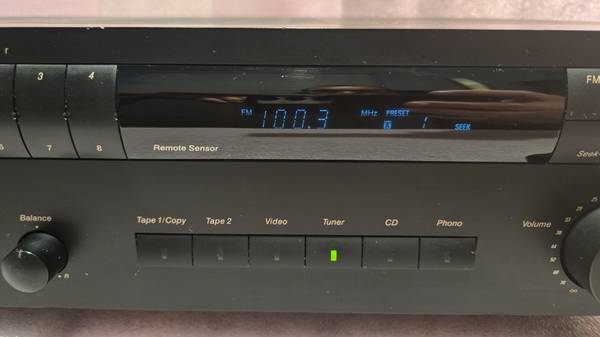 3 4
FM
FM 100.3 MHz PRESET 1 SEEK
7 8
Remote Sensor
Seek
Balance
R
Tape 1/Copy Tape 2 Video Tuner CD Phono
Volume